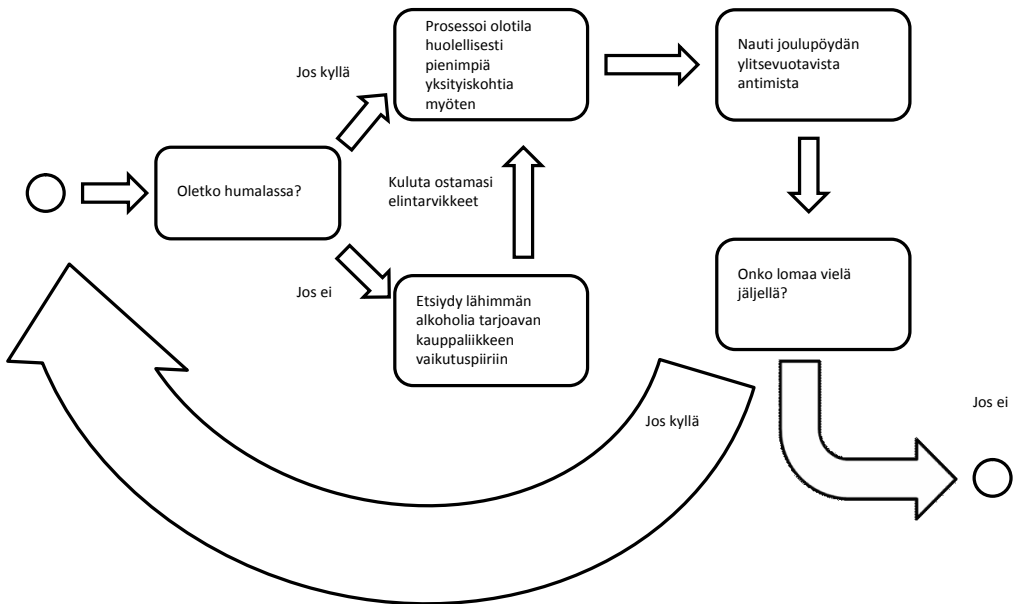 Oletko humalassa?
Jos kyllä
Prosessoi olotila
huolellisesti
pienimpiä
yksityiskohtia
myöten
Jos ei
Etsiydy lähimmän
alkoholia tarjoavan
kauppaliikkeen
vaikutuspiiriin
Kuluta ostamasi
elintarvikkeet
Nauti joulupöydän
ylitsevuotavista
antimista
Onko lomaa vielä
jäljellä?
Jos kyllä
Jos ei